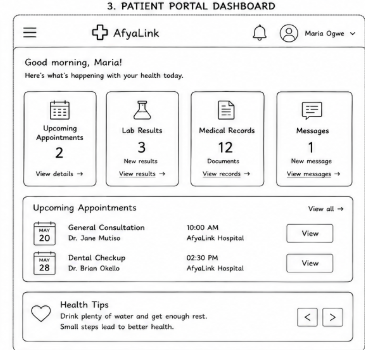 3. PATIENT PORTAL DASHBOARD
AfyaLink
Maria Ogwe
Good morning, Maria!
Here's what's happening with your health today.
Upcoming
Appointments
2
View details →
Lab Results
3
New results
View results →
Medical Records
12
Documents
View records →
Messages
1
New message
View messages →
Upcoming Appointments
View all →
MAY
20
General Consultation
Dr. Jane Mutiso
10:00 AM
AfyaLink Hospital
View
MAY
28
Dental Checkup
Dr. Brian Okello
02:30 PM
AfyaLink Hospital
View
Health Tips
Drink plenty of water and get enough rest.
Small steps lead to better health.
< >